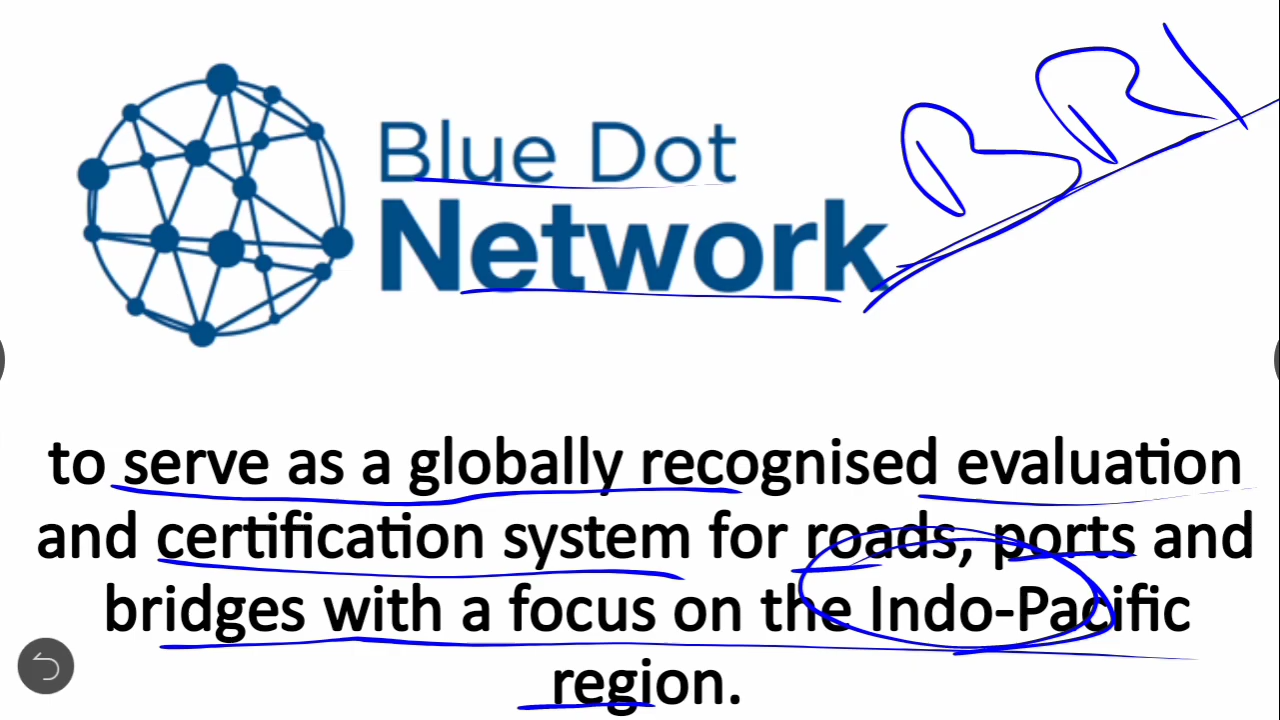 Blue Dot
Network
BRI
to serve as a globally recognised evaluation
and certification system for roads, ports and
bridges with a focus on the Indo-Pacific
region.